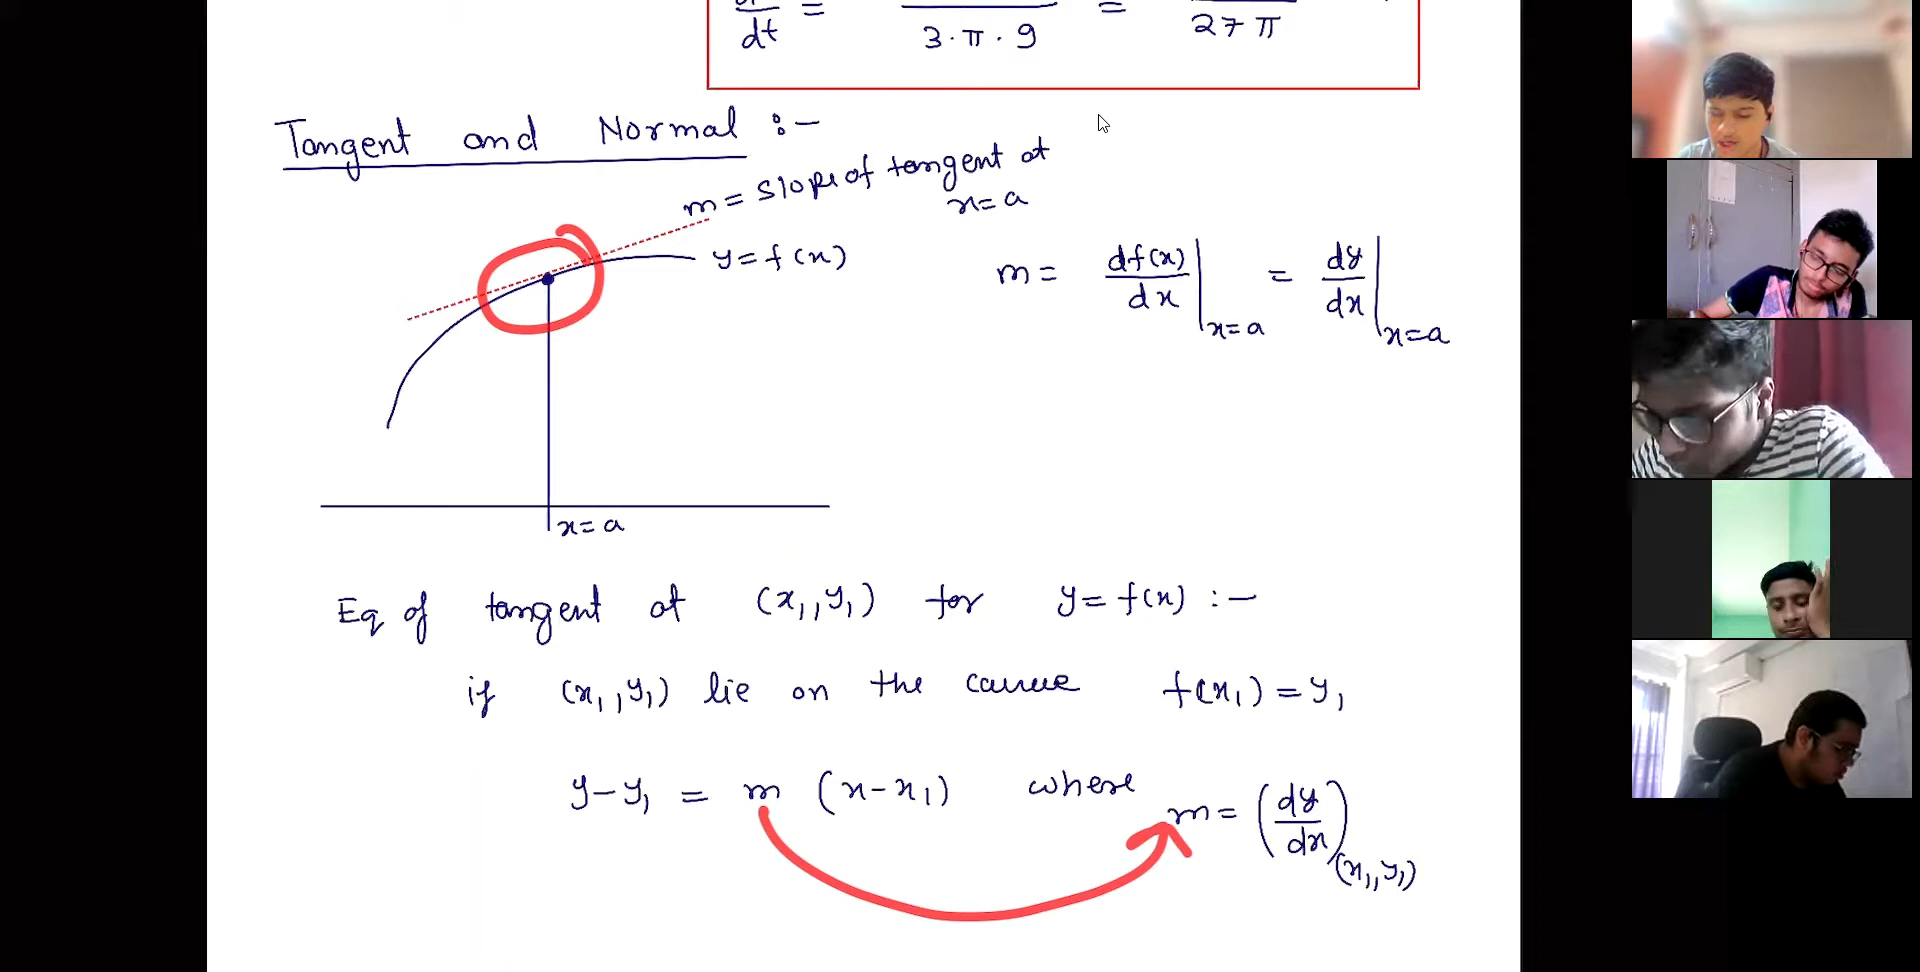 dt = 3·π·9 = 27π
Tangent and Normal :-
m = slope of tangent at
x = a
y = f(x)
m = df(x)/dx |x=a = dy/dx |x=a
x = a
Eq of tangent at (x₁, y₁) for y = f(x) :-
if (x₁, y₁) lie on the curve f(x₁) = y₁
y - y₁ = m (x - x₁) where m = (dy/dx)(x₁, y₁)